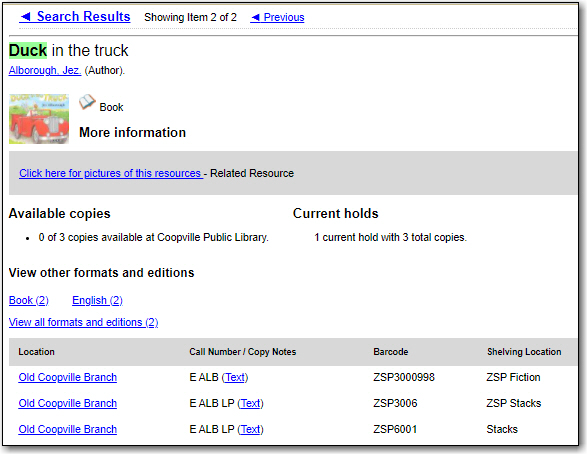 ◄ Search Results Showing Item 2 of 2 ◄ Previous
Duck in the truck
Alborough, Jez. (Author).
Book
More information
Click here for pictures of this resources - Related Resource
Available copies Current holds
• 0 of 3 copies available at Coopville Public Library. 1 current hold with 3 total copies.
View other formats and editions
Book (2) English (2)
View all formats and editions (2)
Location Call Number / Copy Notes Barcode Shelving Location
Old Coopville Branch E ALB (Text) ZSP3000998 ZSP Fiction
Old Coopville Branch E ALB LP (Text) ZSP3006 ZSP Stacks
Old Coopville Branch E ALB LP (Text) ZSP6001 Stacks